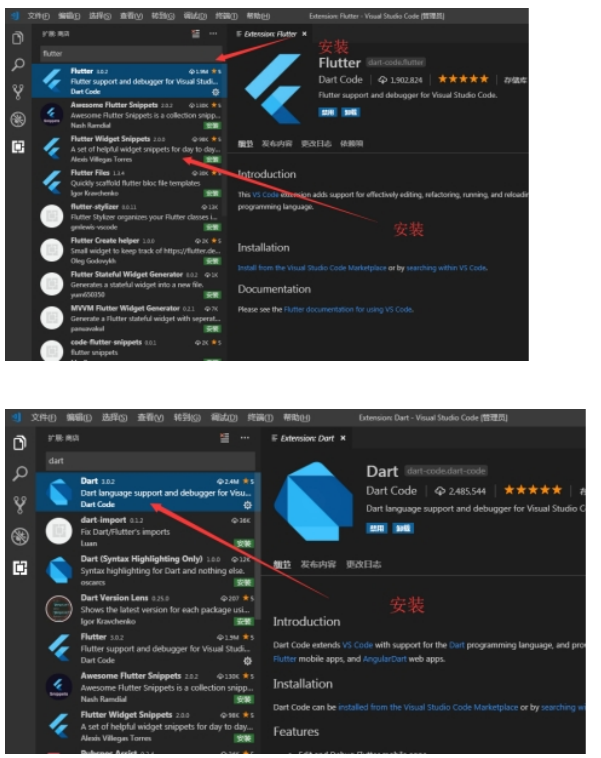 文件(F) 编辑(E) 选择(S) 查看(V) 转到(G) 调试(D) 终端(T) 帮助(H) Extension: Flutter - Visual Studio Code [管理员]
扩展: 商店
Extension: Flutter ×
flutter
安装
Flutter 3.0.2 1.9M ★ 5
Flutter support and debugger for Visual Studi...
Dart Code
Awesome Flutter Snippets 2.0.2 130K ★ 5
Awesome Flutter Snippets is a collection snipp...
Nash Ramdial 安装
Flutter Widget Snippets 2.0.0 98K ★ 5
A set of helpful widget snippets for day to day...
Alexis Villegas Torres 安装
Flutter Files 1.3.4 ★ 5
Quickly scaffold flutter bloc file templates
Igor Kravchenko 安装
flutter-stylizer 0.0.11 13K
Flutter Stylizer organizes your Flutter classes i...
gmlewis-vscode 安装
Flutter Create helper 1.0.0 2K ★ 5
Small widget to keep track of https://flutter.de...
Oleg Godovykh 安装
Flutter Stateful Widget Generator 0.0.2
Generates a stateful widget into a new file.
yum650350 安装
MVVM Flutter Widget Generator 0.2.1 7K
Generate a Flutter stateful widget with seperat...
安装
code-flutter-snippets 0.0.1 2K ★ 5
flutter snippets
Flutter dart-code.flutter
Dart Code 1,902,824 ★★★★★ 存储库
Flutter support and debugger for Visual Studio Code.
禁用 卸载
细节 发布内容 更改日志 依赖项
Introduction
This VS Code extension adds support for effectively editing, refactoring, running, and reloadin
programming language.
安装
Installation
Install from the Visual Studio Code Marketplace or by searching within VS Code.
Documentation
Please see the Flutter documentation for using VS Code.
文件(F) 编辑(E) 选择(S) 查看(V) 转到(G) 调试(D) 终端(T) 帮助(H) Extension: Dart - Visual Studio Code [管理员]
扩展: 商店
Extension: Dart ×
dart
Dart 3.0.2 2.4M ★ 5
Dart language support and debugger for Visu...
Dart Code
dart-import 0.1.2 36K
Fix Dart/Flutter's imports
Luan 安装
Dart (Syntax Highlighting Only) 1.0.0 12K
Syntax highlighting for Dart and nothing else.
oscarcs 安装
Dart Version Lens 0.25.0 207 ★ 5
Shows the latest version for each package usi...
Igor Kravchenko 安装
Flutter 3.0.2 1.9M ★ 5
Flutter support and debugger for Visual Studi...
Dart Code
Awesome Flutter Snippets 2.0.2 130K ★ 5
Awesome Flutter Snippets is a collection snipp...
Nash Ramdial 安装
Flutter Widget Snippets 2.0.0 98K ★ 5
A set of helpful widget snippets for day to day...
Alexis Villegas Torres 安装
Dart dart-code.dart-code
Dart Code 2,485,544 ★★★★★
Dart language support and debugger for Visual Studio C
禁用 卸载
细节 发布内容 更改日志
安装
Introduction
Dart Code extends VS Code with support for the Dart programming language, and pro
Flutter mobile apps, and AngularDart web apps.
Installation
Dart Code can be installed from the Visual Studio Code Marketplace or by searching wi
Features